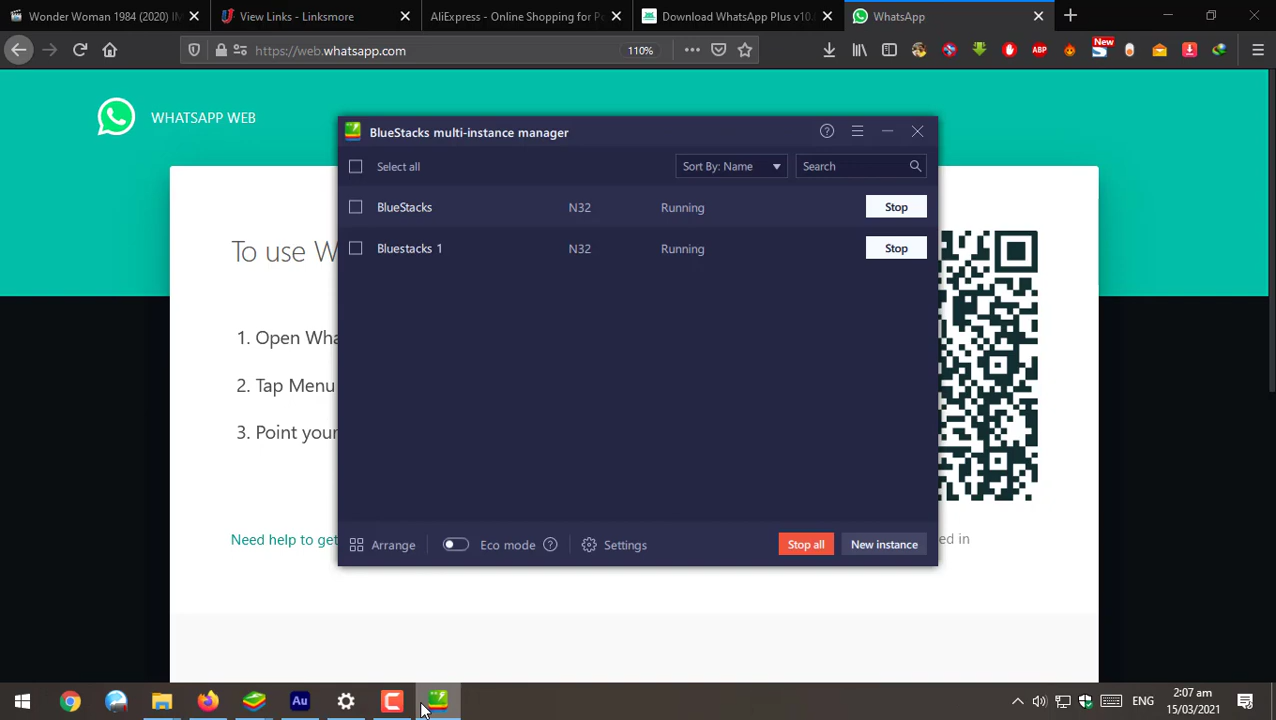 Wonder Woman 1984 (2020) IN
View Links - Linksmore
AliExpress - Online Shopping for P
Download WhatsApp Plus v10.
WhatsApp
https://web.whatsapp.com
110%
ABP
New
WHATSAPP WEB
BlueStacks multi-instance manager
Select all
Sort By: Name
Search
BlueStacks
N32
Running
Stop
Bluestacks 1
N32
Running
Stop
To use W
1. Open Wha
2. Tap Menu
3. Point your
Need help to get
ed in
Arrange
Eco mode
Settings
Stop all
New instance
Au
ENG
2:07 am
15/03/2021